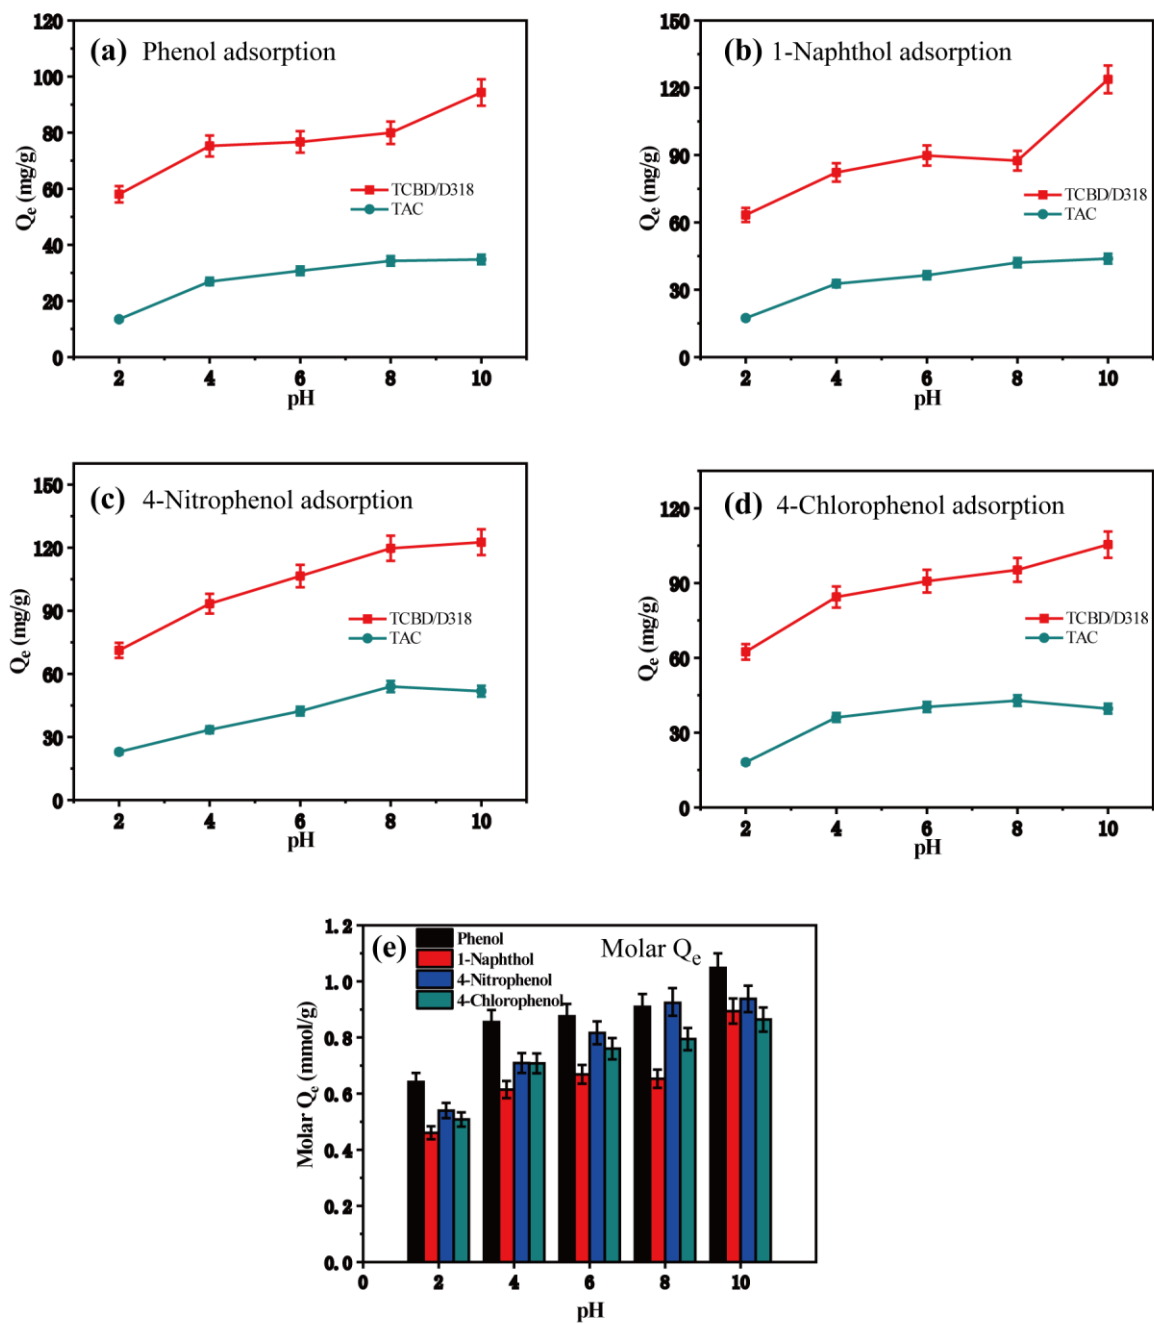 (a) Phenol adsorption
120
100
80
60
40
20
0
Qe (mg/g)
TCBD/D318
TAC
2 4 6 8 10
pH
(b) 1-Naphthol adsorption
150
120
90
60
30
0
Qe (mg/g)
TCBD/D318
TAC
2 4 6 8 10
pH
(c) 4-Nitrophenol adsorption
150
120
90
60
30
0
Qe (mg/g)
TCBD/D318
TAC
2 4 6 8 10
pH
(d) 4-Chlorophenol adsorption
120
90
60
30
0
Qe (mg/g)
TCBD/D318
TAC
2 4 6 8 10
pH
(e) Molar Qe
Phenol
1-Naphthol
4-Nitrophenol
4-Chlorophenol
1.2
1.0
0.8
0.6
0.4
0.2
0.0
Molar Qe (mmol/g)
0 2 4 6 8 10
pH